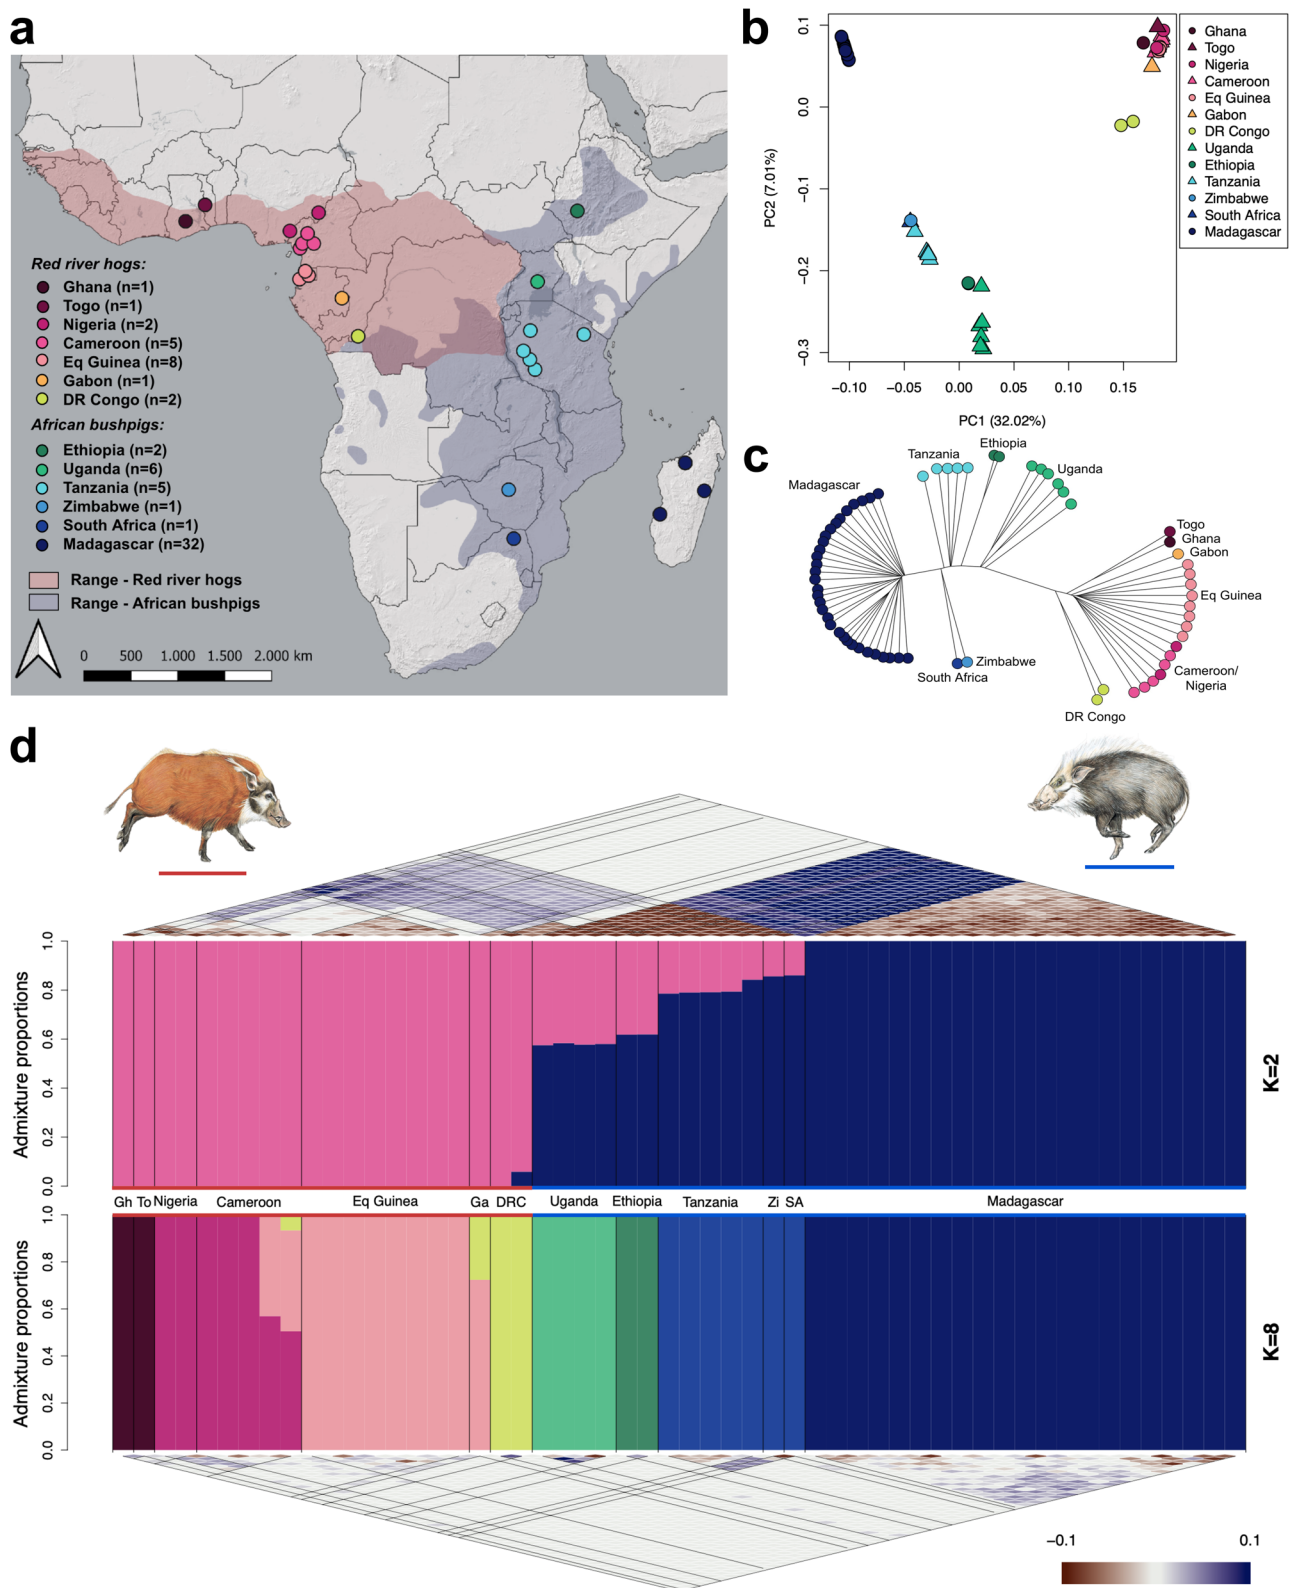 a
Red river hogs:
Ghana (n=1)
Togo (n=1)
Nigeria (n=2)
Cameroon (n=5)
Eq Guinea (n=8)
Gabon (n=1)
DR Congo (n=2)
African bushpigs:
Ethiopia (n=2)
Uganda (n=6)
Tanzania (n=5)
Zimbabwe (n=1)
South Africa (n=1)
Madagascar (n=32)
Range - Red river hogs
Range - African bushpigs
0 500 1.000 1.500 2.000 km
b
PC2 (7.01%)
0.1
0.0
−0.1
−0.2
−0.3
−0.10 −0.05 0.00 0.05 0.10 0.15
PC1 (32.02%)
Ghana
Togo
Nigeria
Cameroon
Eq Guinea
Gabon
DR Congo
Uganda
Ethiopia
Tanzania
Zimbabwe
South Africa
Madagascar
c
Ethiopia
Tanzania
Uganda
Madagascar
Togo
Ghana
Gabon
Eq Guinea
Cameroon/
Nigeria
Zimbabwe
South Africa
DR Congo
d
Admixture proportions
1.0
0.8
0.6
0.4
0.2
0.0
K=2
Gh To Nigeria Cameroon Eq Guinea Ga DRC Uganda Ethiopia Tanzania Zi SA Madagascar
Admixture proportions
1.0
0.8
0.6
0.4
0.2
0.0
K=8
−0.1 0.1